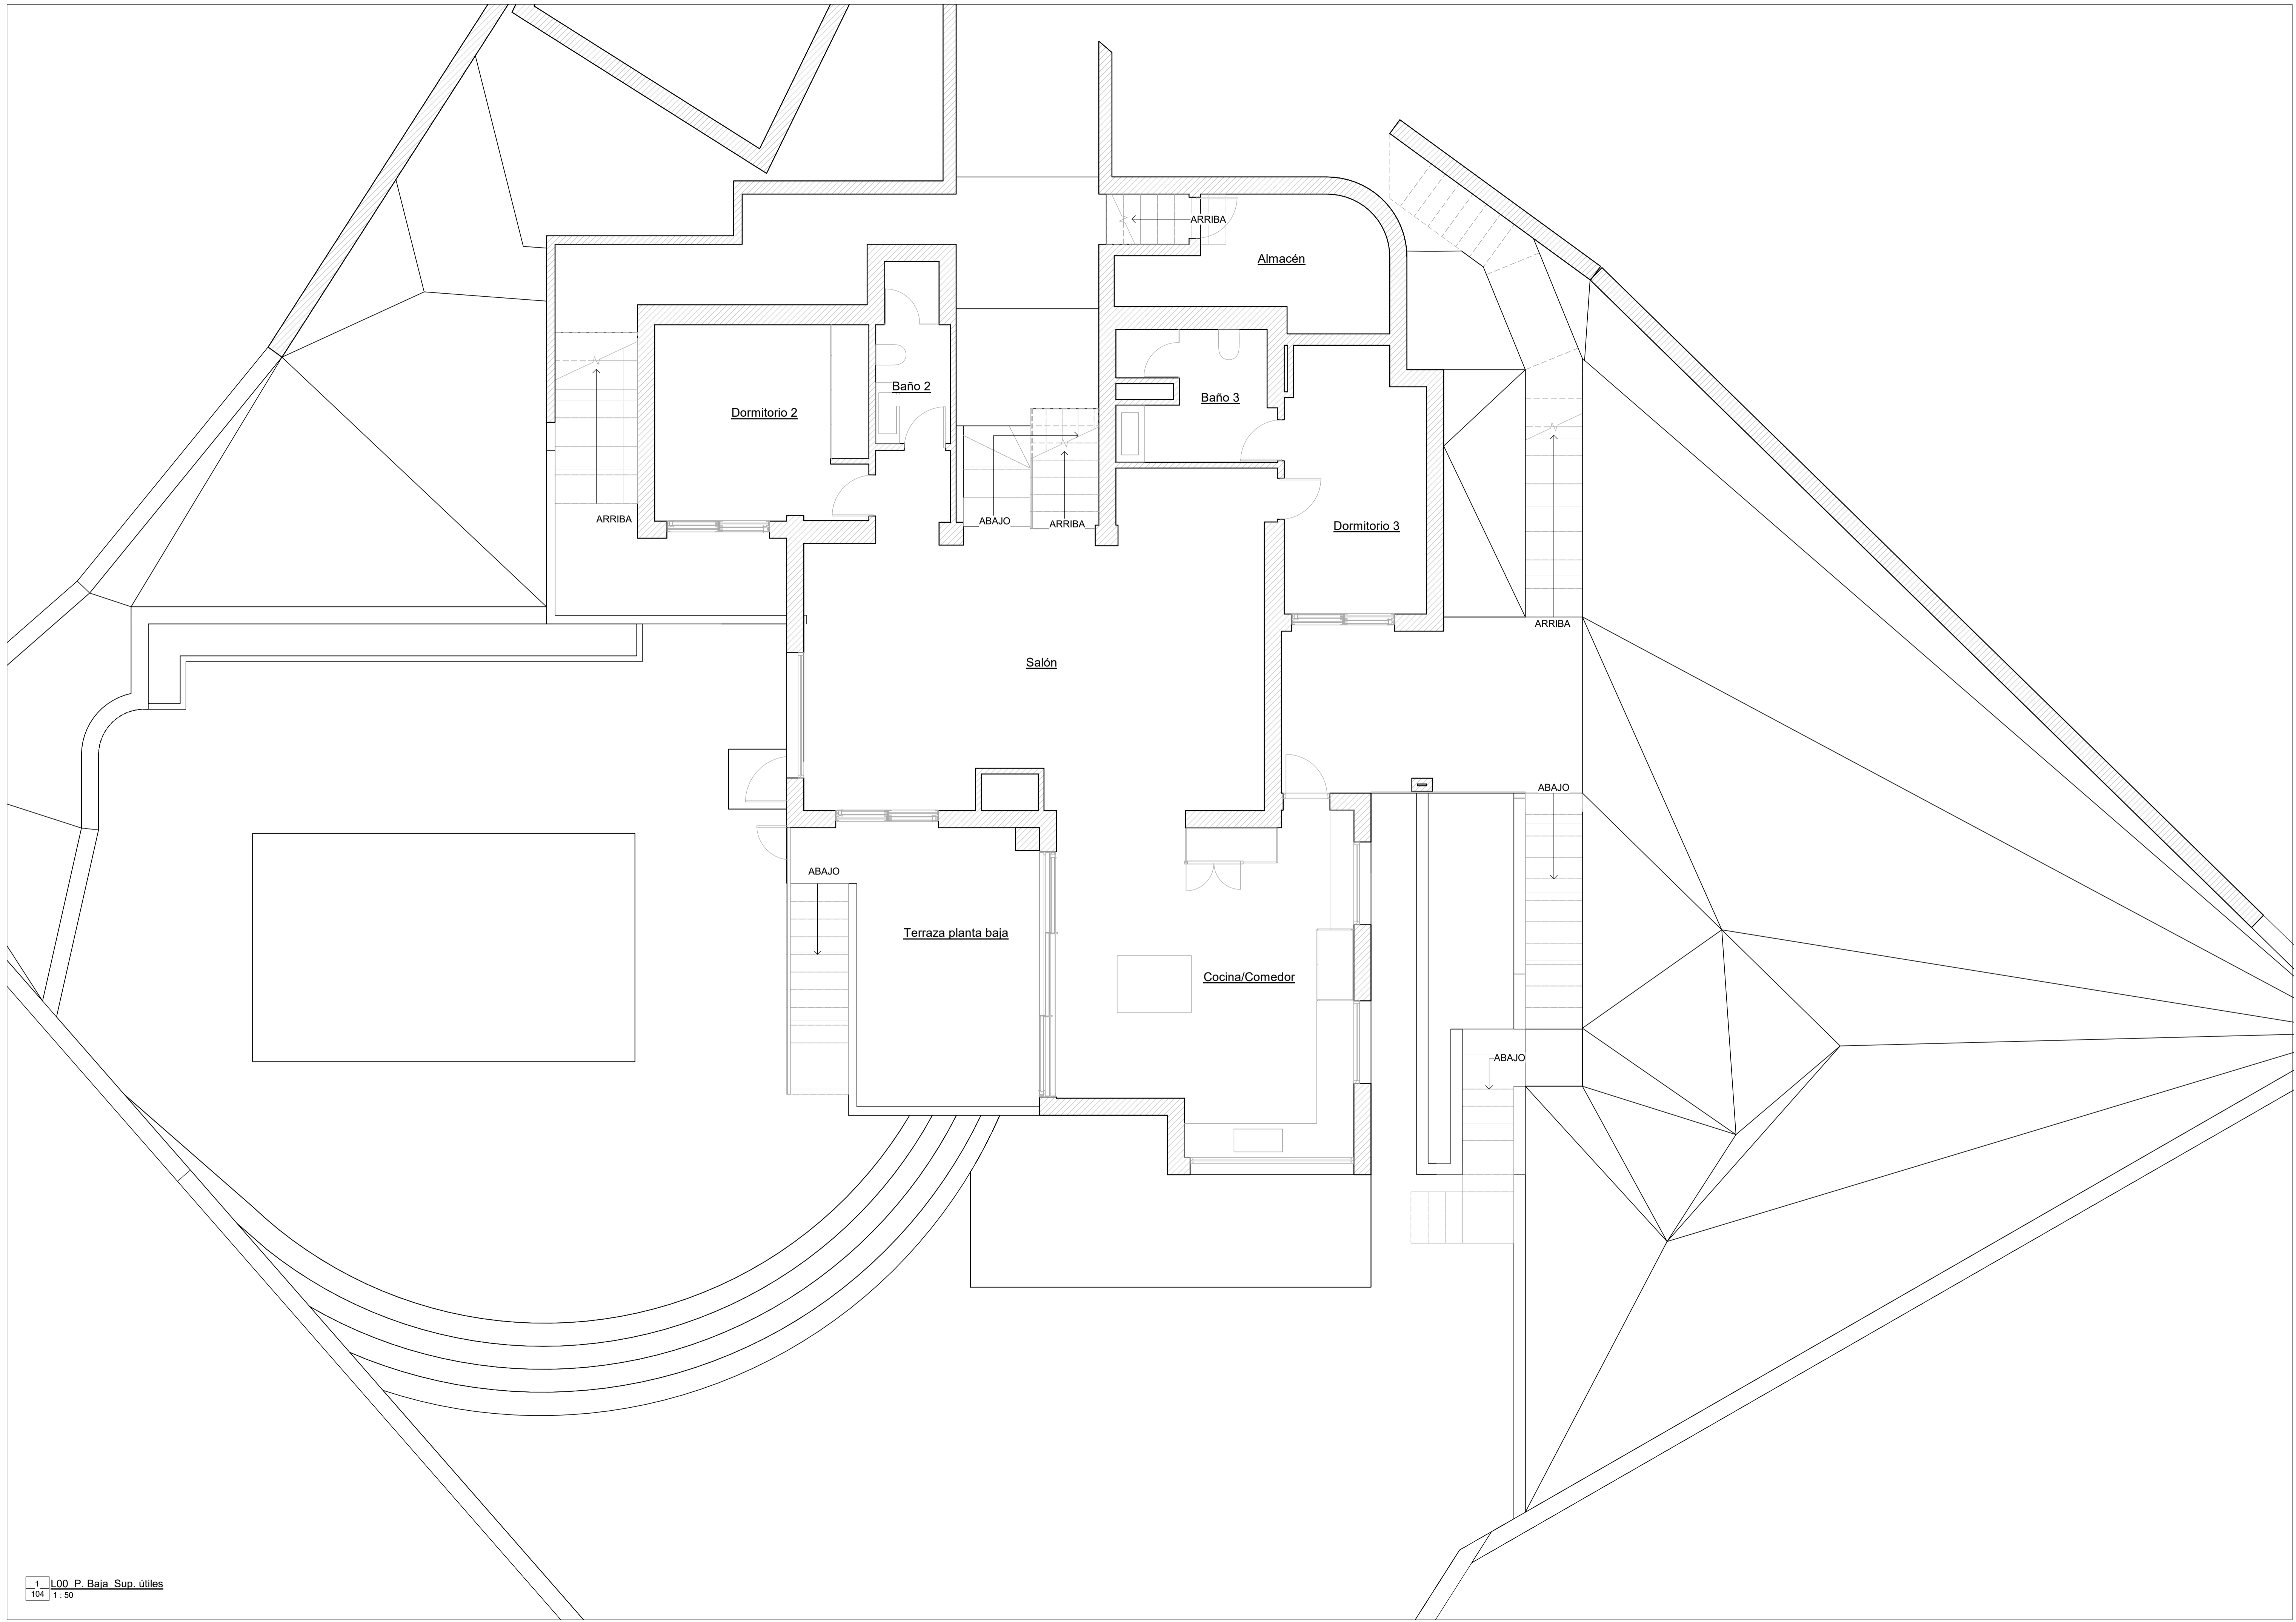 ARRIBA
Almacén
Baño 2
Dormitorio 2
Baño 3
ARRIBA
ABAJO
ARRIBA
Dormitorio 3
ARRIBA
Salón
ABAJO
ABAJO
Terraza planta baja
Cocina/Comedor
ABAJO
1
104
L00_P. Baja_Sup. útiles
1 : 50